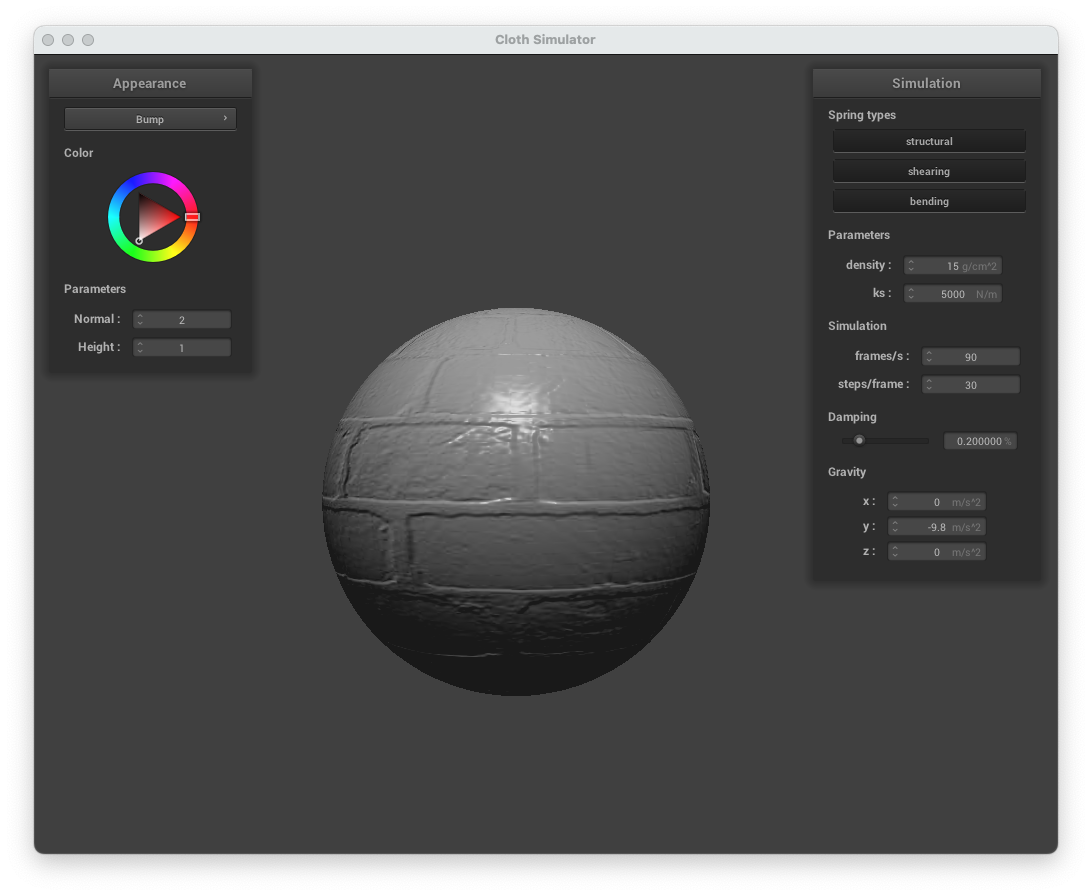 Cloth Simulator
Appearance
Bump
Color
Parameters
Normal : 2
Height : 1
Simulation
Spring types
structural
shearing
bending
Parameters
density : 15 g/cm^2
ks : 5000 N/m
Simulation
frames/s : 90
steps/frame : 30
Damping
0.200000 %
Gravity
x : 0 m/s^2
y : -9.8 m/s^2
z : 0 m/s^2